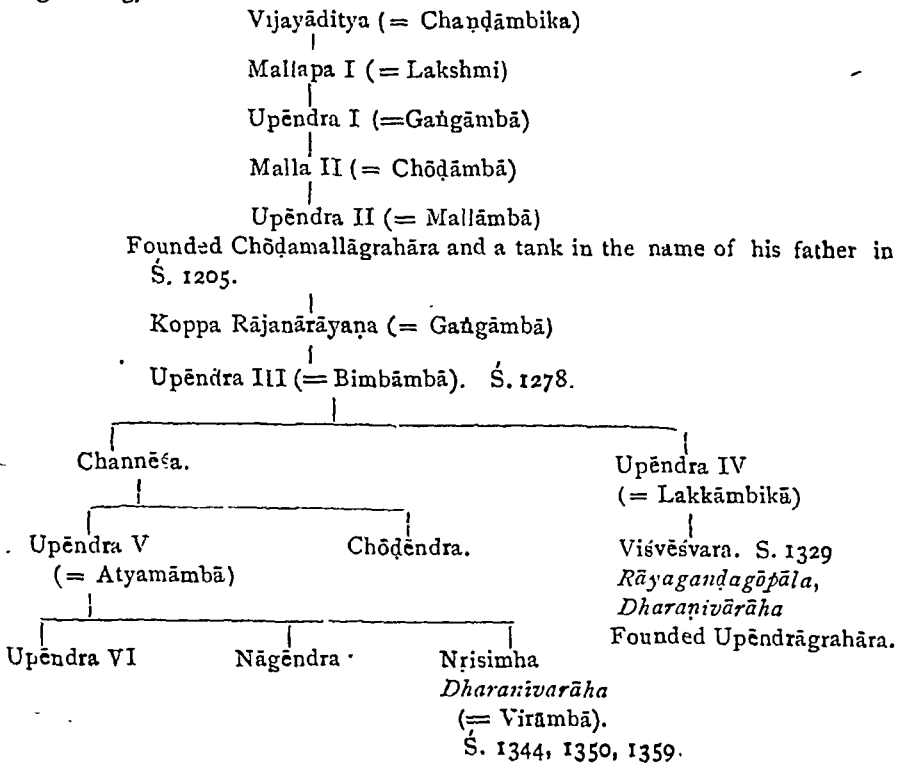 Vijayāditya (= Chaṇḍāmbika)
Mallapa I (= Lakshmi)
Upēndra I (=Gaṅgāmbā)
Malla II (= Chōḍāmbā)
Upēndra II (= Mallāmbā)
Founded Chōḍamallāgrahāra and a tank in the name of his father in
Ś. 1205.
Koppa Rājanārāyaṇa (= Gaṅgāmbā)
Upēndra III (= Bimbāmbā). Ś. 1278.
Channēśa.
Upēndra IV
(= Lakkāmbikā)
Upēndra V
(= Atyamāmbā)
Chōḍēndra.
Viśvēśvara. S. 1329
Rāyagaṇḍagōpāla,
Dharaṇivārāha
Founded Upēndrāgrahāra.
Upēndra VI
Nāgēndra
Nṛisimha
Dharanivarāha
(= Virāmbā).
Ś. 1344, 1350, 1359.